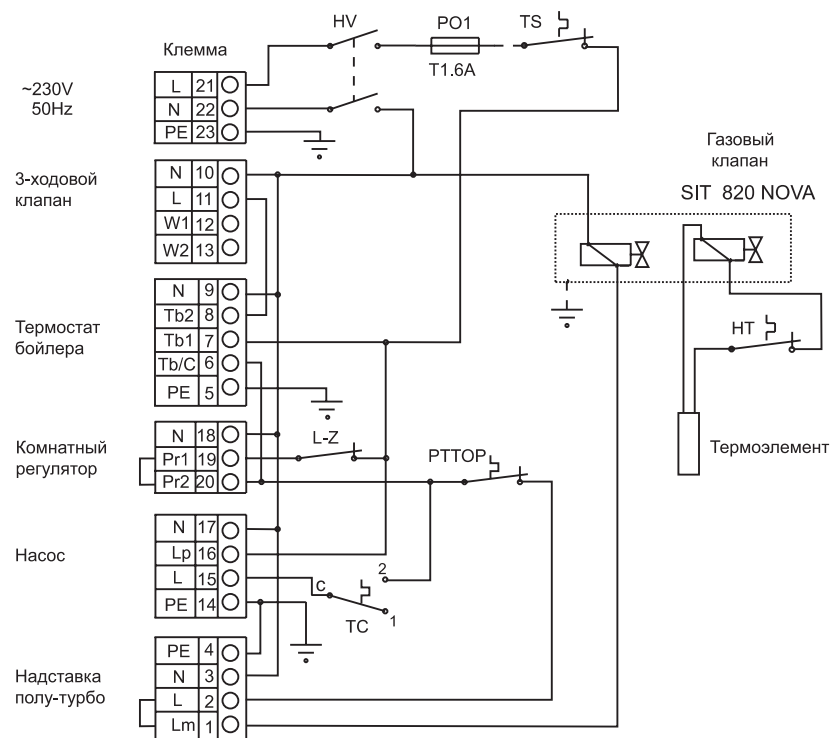 HV
PO1
TS
Клемма
T1.6A
~230V
50Hz
L 21
N 22
PE 23
3-ходовой
клапан
N 10
L 11
W1 12
W2 13
Газовый
клапан
SIT 820 NOVA
Термостат
бойлера
N 9
Tb2 8
Tb1 7
Tb/C 6
PE 5
HT
Термоэлемент
Комнатный
регулятор
N 18
Pr1 19
Pr2 20
L-Z
PTTOP
Насос
N 17
Lp 16
L 15
PE 14
2
C
1
TC
Надставка
полу-турбо
PE 4
N 3
L 2
Lm 1